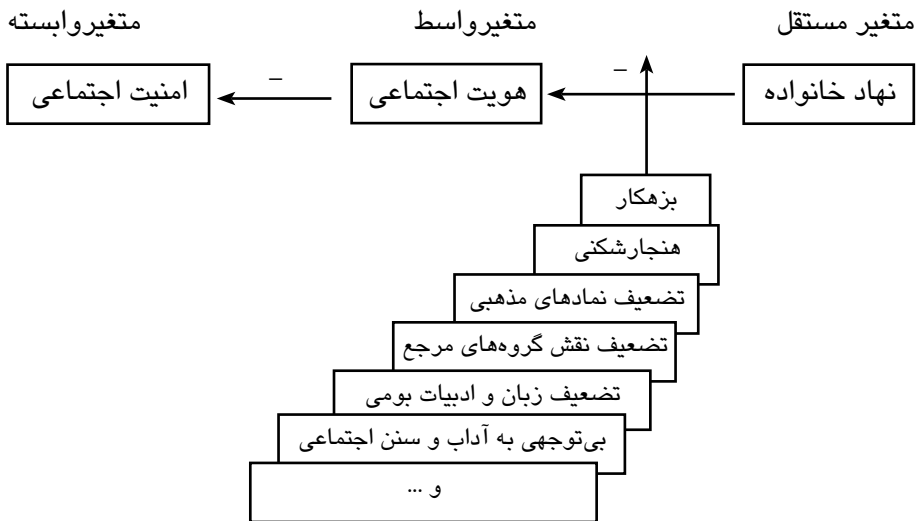 متغیر مستقل
متغیرواسط
متغیروابسته
نهاد خانواده
–
هویت اجتماعی
–
امنیت اجتماعی
بزهکار
هنجارشکنی
تضعیف نمادهای مذهبی
تضعیف نقش گروه‌های مرجع
تضعیف زبان و ادبیات بومی
بی‌توجهی به آداب و سنن اجتماعی
و ...